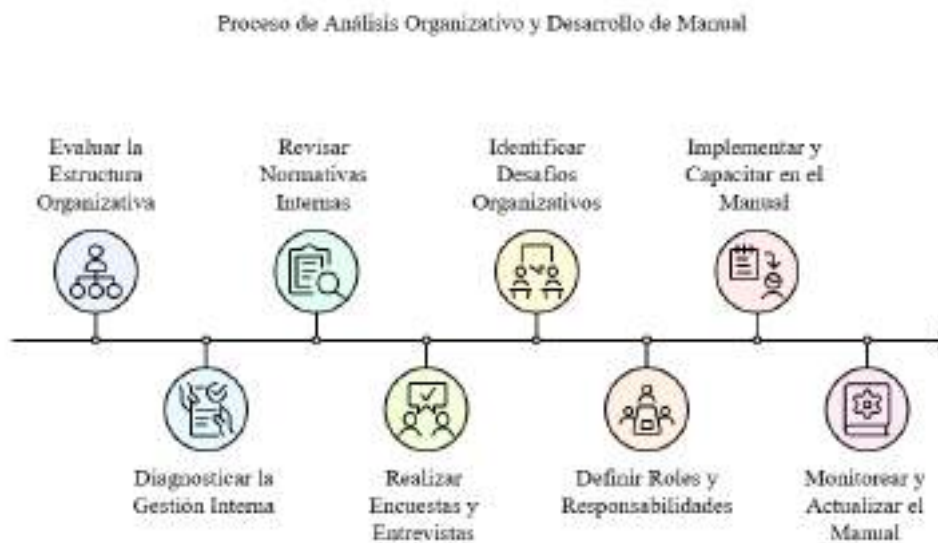 Proceso de Análisis Organizativo y Desarrollo de Manual
Evaluar la
Estructura
Organizativa
Diagnosticar la
Gestión Interna
Revisar
Normativas
Internas
Realizar
Encuestas y
Entrevistas
Identificar
Desafíos
Organizativos
Definir Roles y
Responsabilidades
Implementar y
Capacitar en el
Manual
Monitorear y
Actualizar el
Manual